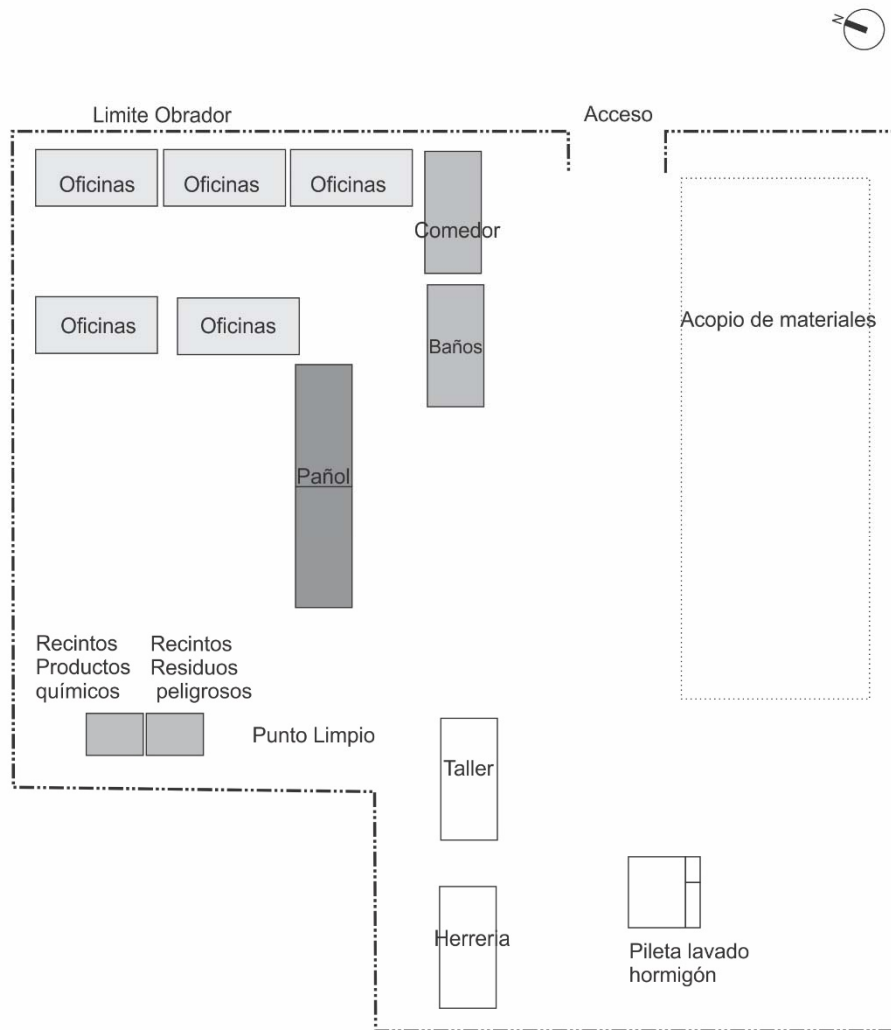 N
Limite Obrador
Acceso
Oficinas
Oficinas
Oficinas
Comedor
Oficinas
Oficinas
Baños
Acopio de materiales
Pañol
Recintos
Productos
químicos
Recintos
Residuos
peligrosos
Punto Limpio
Taller
Herreria
Pileta lavado
hormigón